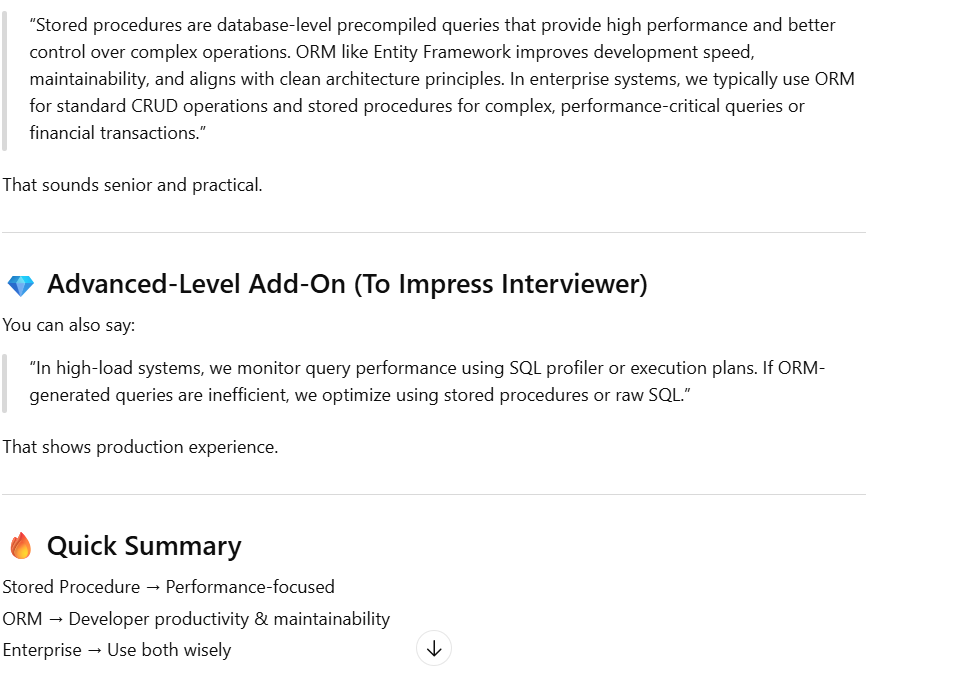 “Stored procedures are database-level precompiled queries that provide high performance and better
control over complex operations. ORM like Entity Framework improves development speed,
maintainability, and aligns with clean architecture principles. In enterprise systems, we typically use ORM
for standard CRUD operations and stored procedures for complex, performance-critical queries or
financial transactions.”
That sounds senior and practical.
💎 Advanced-Level Add-On (To Impress Interviewer)
You can also say:
“In high-load systems, we monitor query performance using SQL profiler or execution plans. If ORM-
generated queries are inefficient, we optimize using stored procedures or raw SQL.”
That shows production experience.
🔥 Quick Summary
Stored Procedure → Performance-focused
ORM → Developer productivity & maintainability
Enterprise → Use both wisely